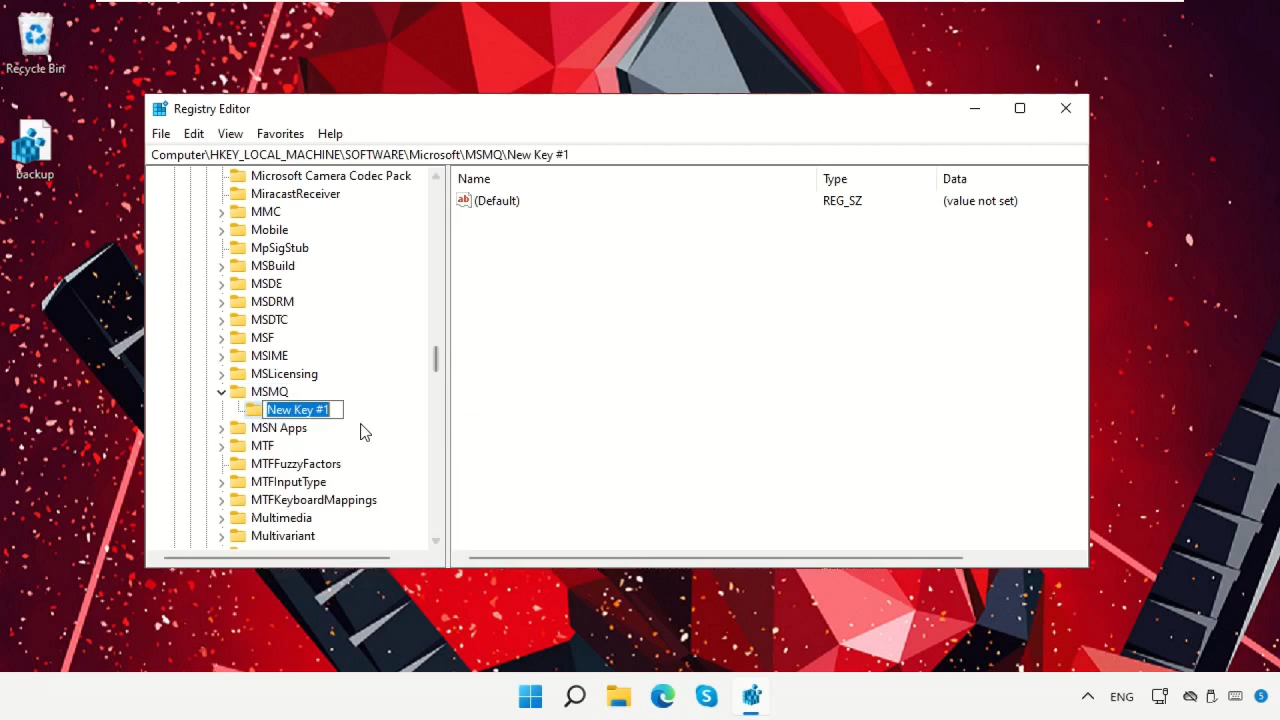 Recycle Bin
backup
Registry Editor
File Edit View Favorites Help
Computer\HKEY_LOCAL_MACHINE\SOFTWARE\Microsoft\MSMQ\New Key #1
Microsoft Camera Codec Pack
MiracastReceiver
MMC
Mobile
MpSigStub
MSBuild
MSDE
MSDRM
MSDTC
MSF
MSIME
MSLicensing
MSMQ
New Key #1
MSN Apps
MTF
MTFFuzzyFactors
MTFInputType
MTFKeyboardMappings
Multimedia
Multivariant
Name Type Data
ab (Default) REG_SZ (value not set)
S ENG 5